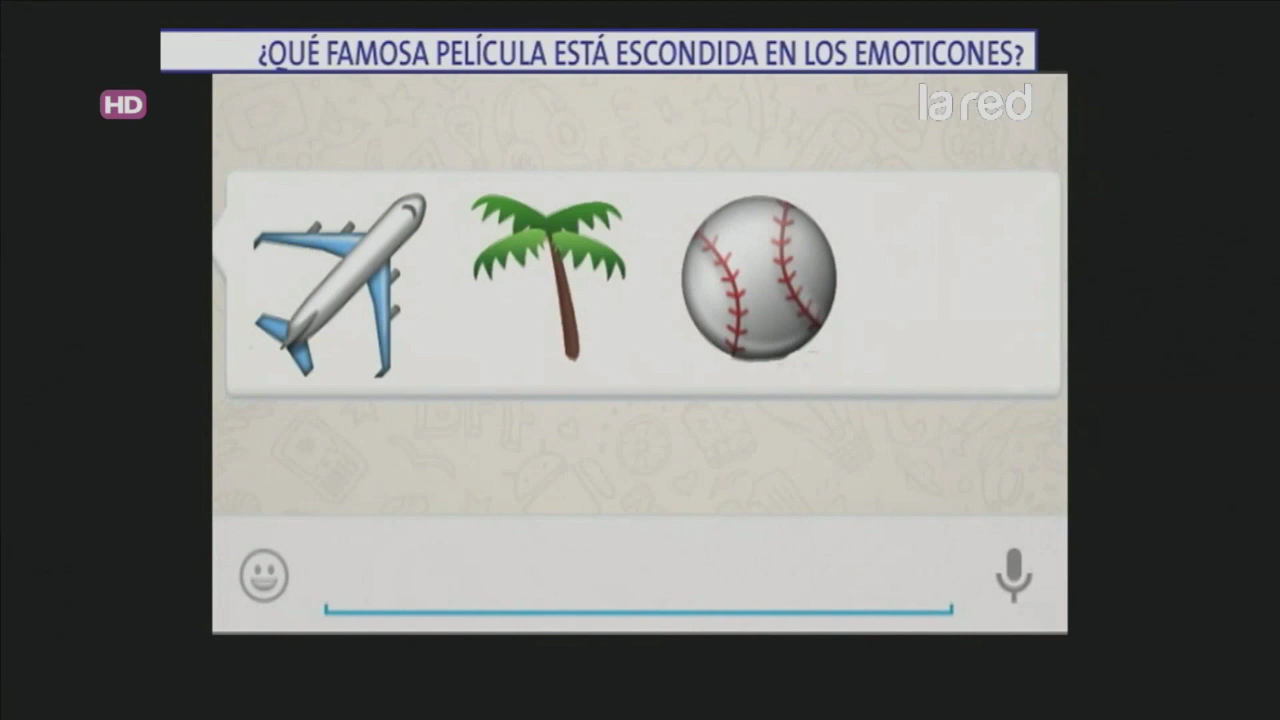 ¿QUÉ FAMOSA PELÍCULA ESTÁ ESCONDIDA EN LOS EMOTICONES?
HD
la red